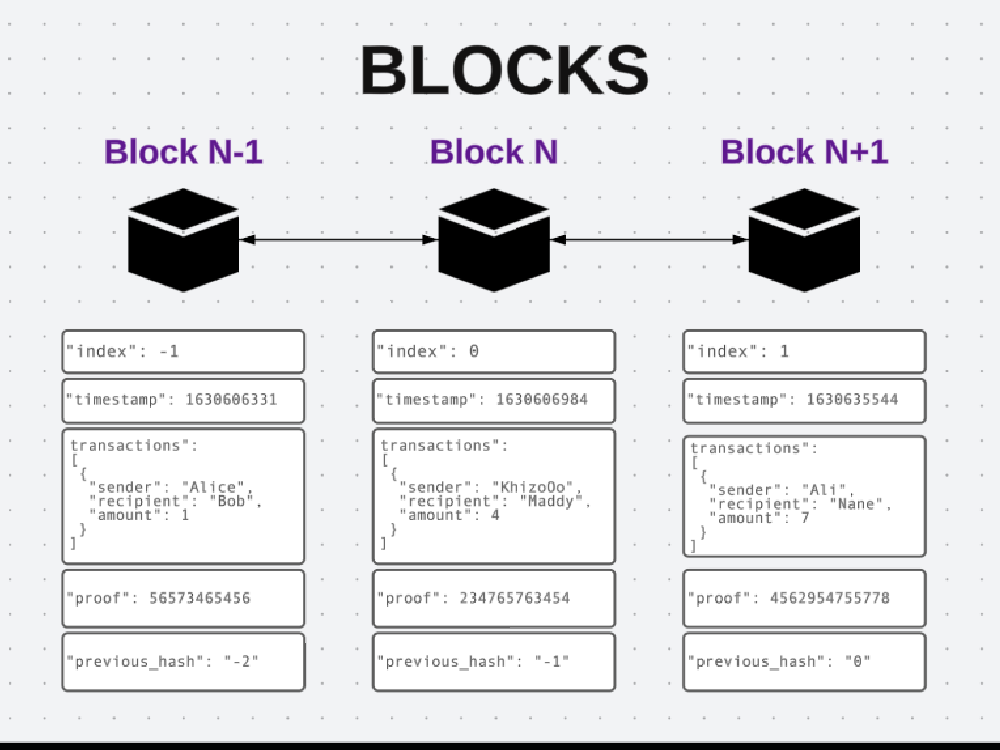 BLOCKS
Block N-1
Block N
Block N+1
"index": -1
"timestamp": 1630606331
transactions":
[
{
"sender": "Alice",
"recipient": "Bob",
"amount": 1
}
]
"proof": 56573465456
"previous_hash": "-2"
"index": 0
"timestamp": 1630606984
transactions":
[
{
"sender": "KhizoOo",
"recipient": "Maddy",
"amount": 4
}
]
"proof": 234765763454
"previous_hash": "-1"
"index": 1
"timestamp": 1630635544
transactions":
[
{
"sender": "Ali",
"recipient": "Nane",
"amount": 7
}
]
"proof": 4562954755778
"previous_hash": "0"